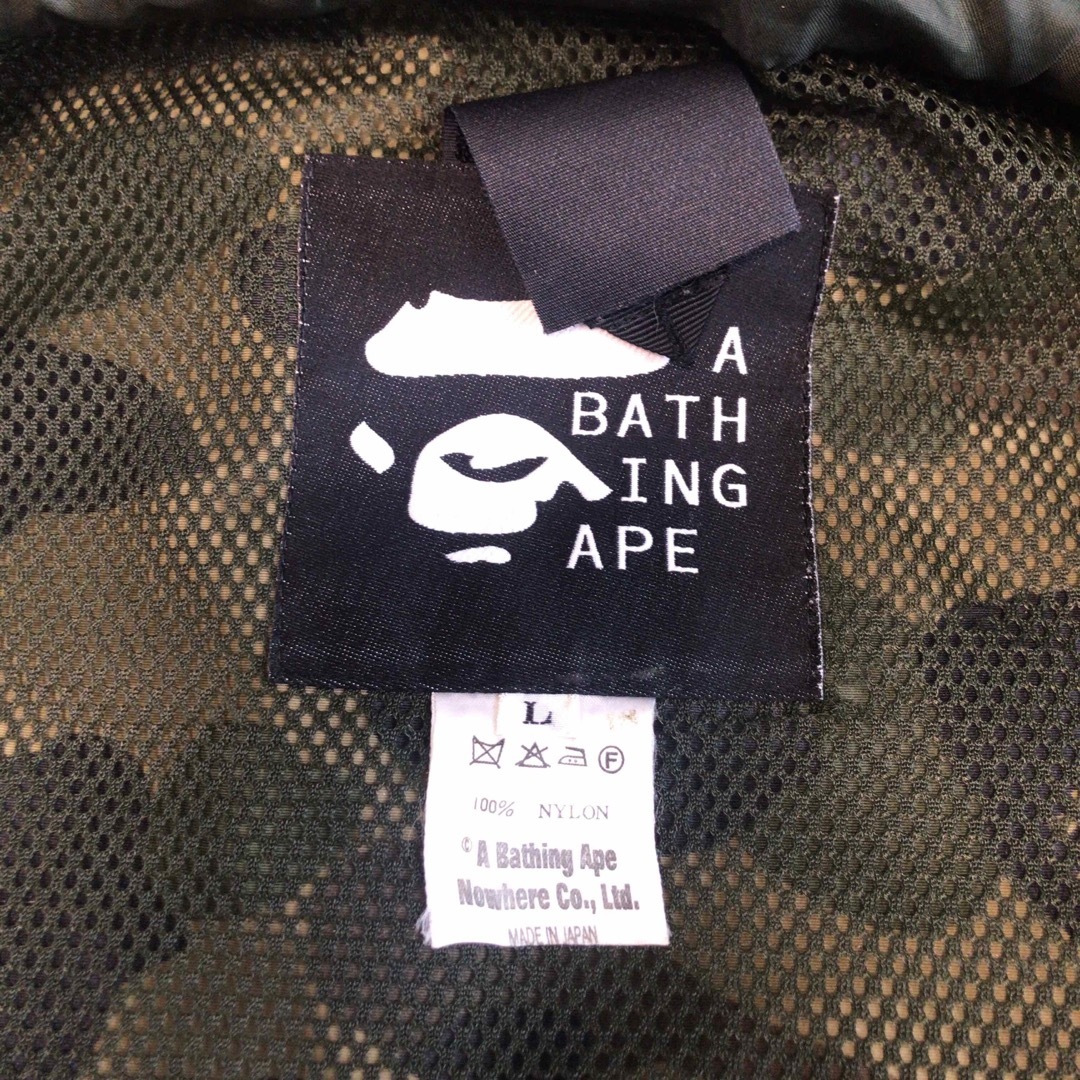 A
BATH
ING
APE
L
F
100% NYLON
© A Bathing Ape
Nowhere Co., Ltd.
MADE IN JAPAN